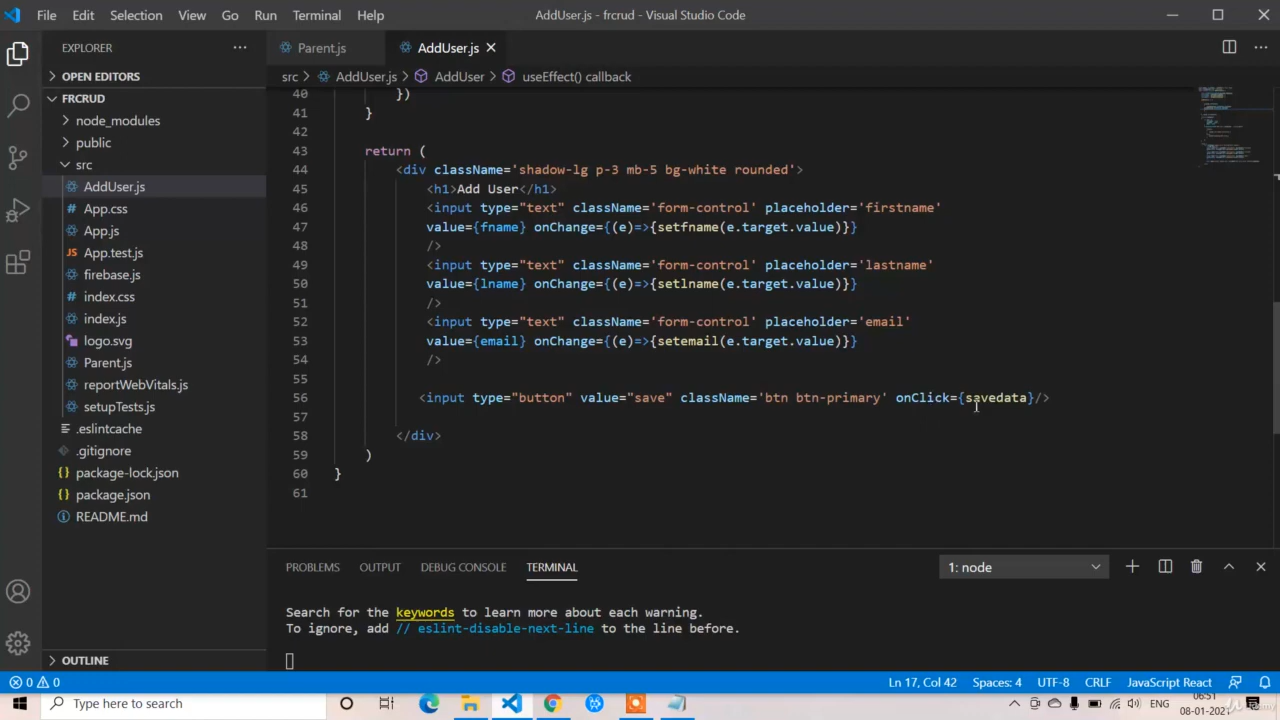 File Edit Selection View Go Run Terminal Help AddUser.js - frcrud - Visual Studio Code
EXPLORER
Parent.js AddUser.js
OPEN EDITORS
src > AddUser.js > AddUser > useEffect() callback
FRCRUD
node_modules
public
src
AddUser.js
App.css
App.js
App.test.js
firebase.js
index.css
index.js
logo.svg
Parent.js
reportWebVitals.js
setupTests.js
.eslintcache
.gitignore
package-lock.json
package.json
README.md
OUTLINE
40 })
41 }
42
43 return (
44 <div className='shadow-lg p-3 mb-5 bg-white rounded'>
45 <h1>Add User</h1>
46 <input type="text" className='form-control' placeholder='firstname'
47 value={fname} onChange={(e)=>{setfname(e.target.value)}}
48 />
49 <input type="text" className='form-control' placeholder='lastname'
50 value={lname} onChange={(e)=>{setlname(e.target.value)}}
51 />
52 <input type="text" className='form-control' placeholder='email'
53 value={email} onChange={(e)=>{setemail(e.target.value)}}
54 />
55
56 <input type="button" value="save" className='btn btn-primary' onClick={savedata}/>
57
58 </div>
59 )
60 }
61
PROBLEMS OUTPUT DEBUG CONSOLE TERMINAL 1: node
Search for the keywords to learn more about each warning.
To ignore, add // eslint-disable-next-line to the line before.
0 0 Ln 17, Col 42 Spaces: 4 UTF-8 CRLF JavaScript React
Type here to search
ENG
06:51
08-01-2021